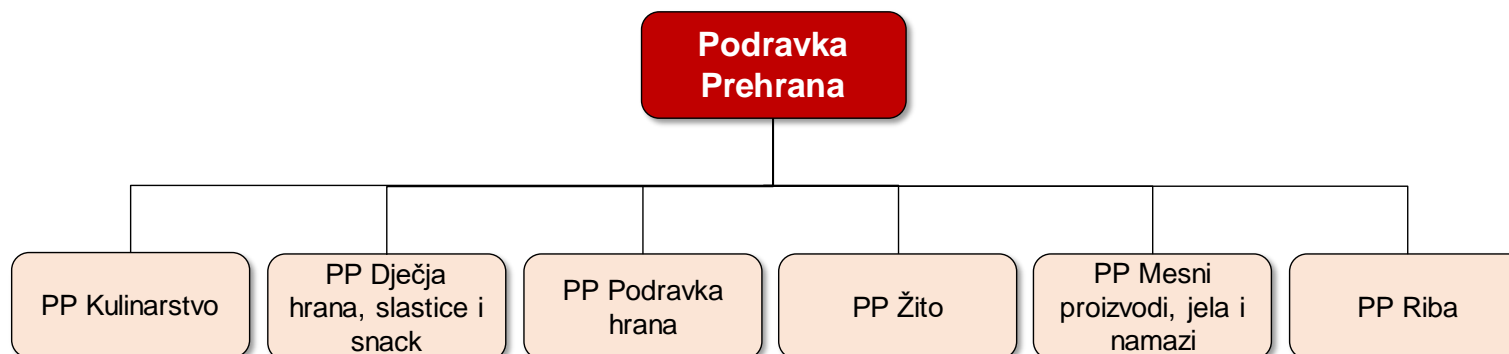 Podravka
Prehrana
PP Kulinarstvo
PP Dječja
hrana, slastice i
snack
PP Podravka
hrana
PP Žito
PP Mesni
proizvodi, jela i
namazi
PP Riba